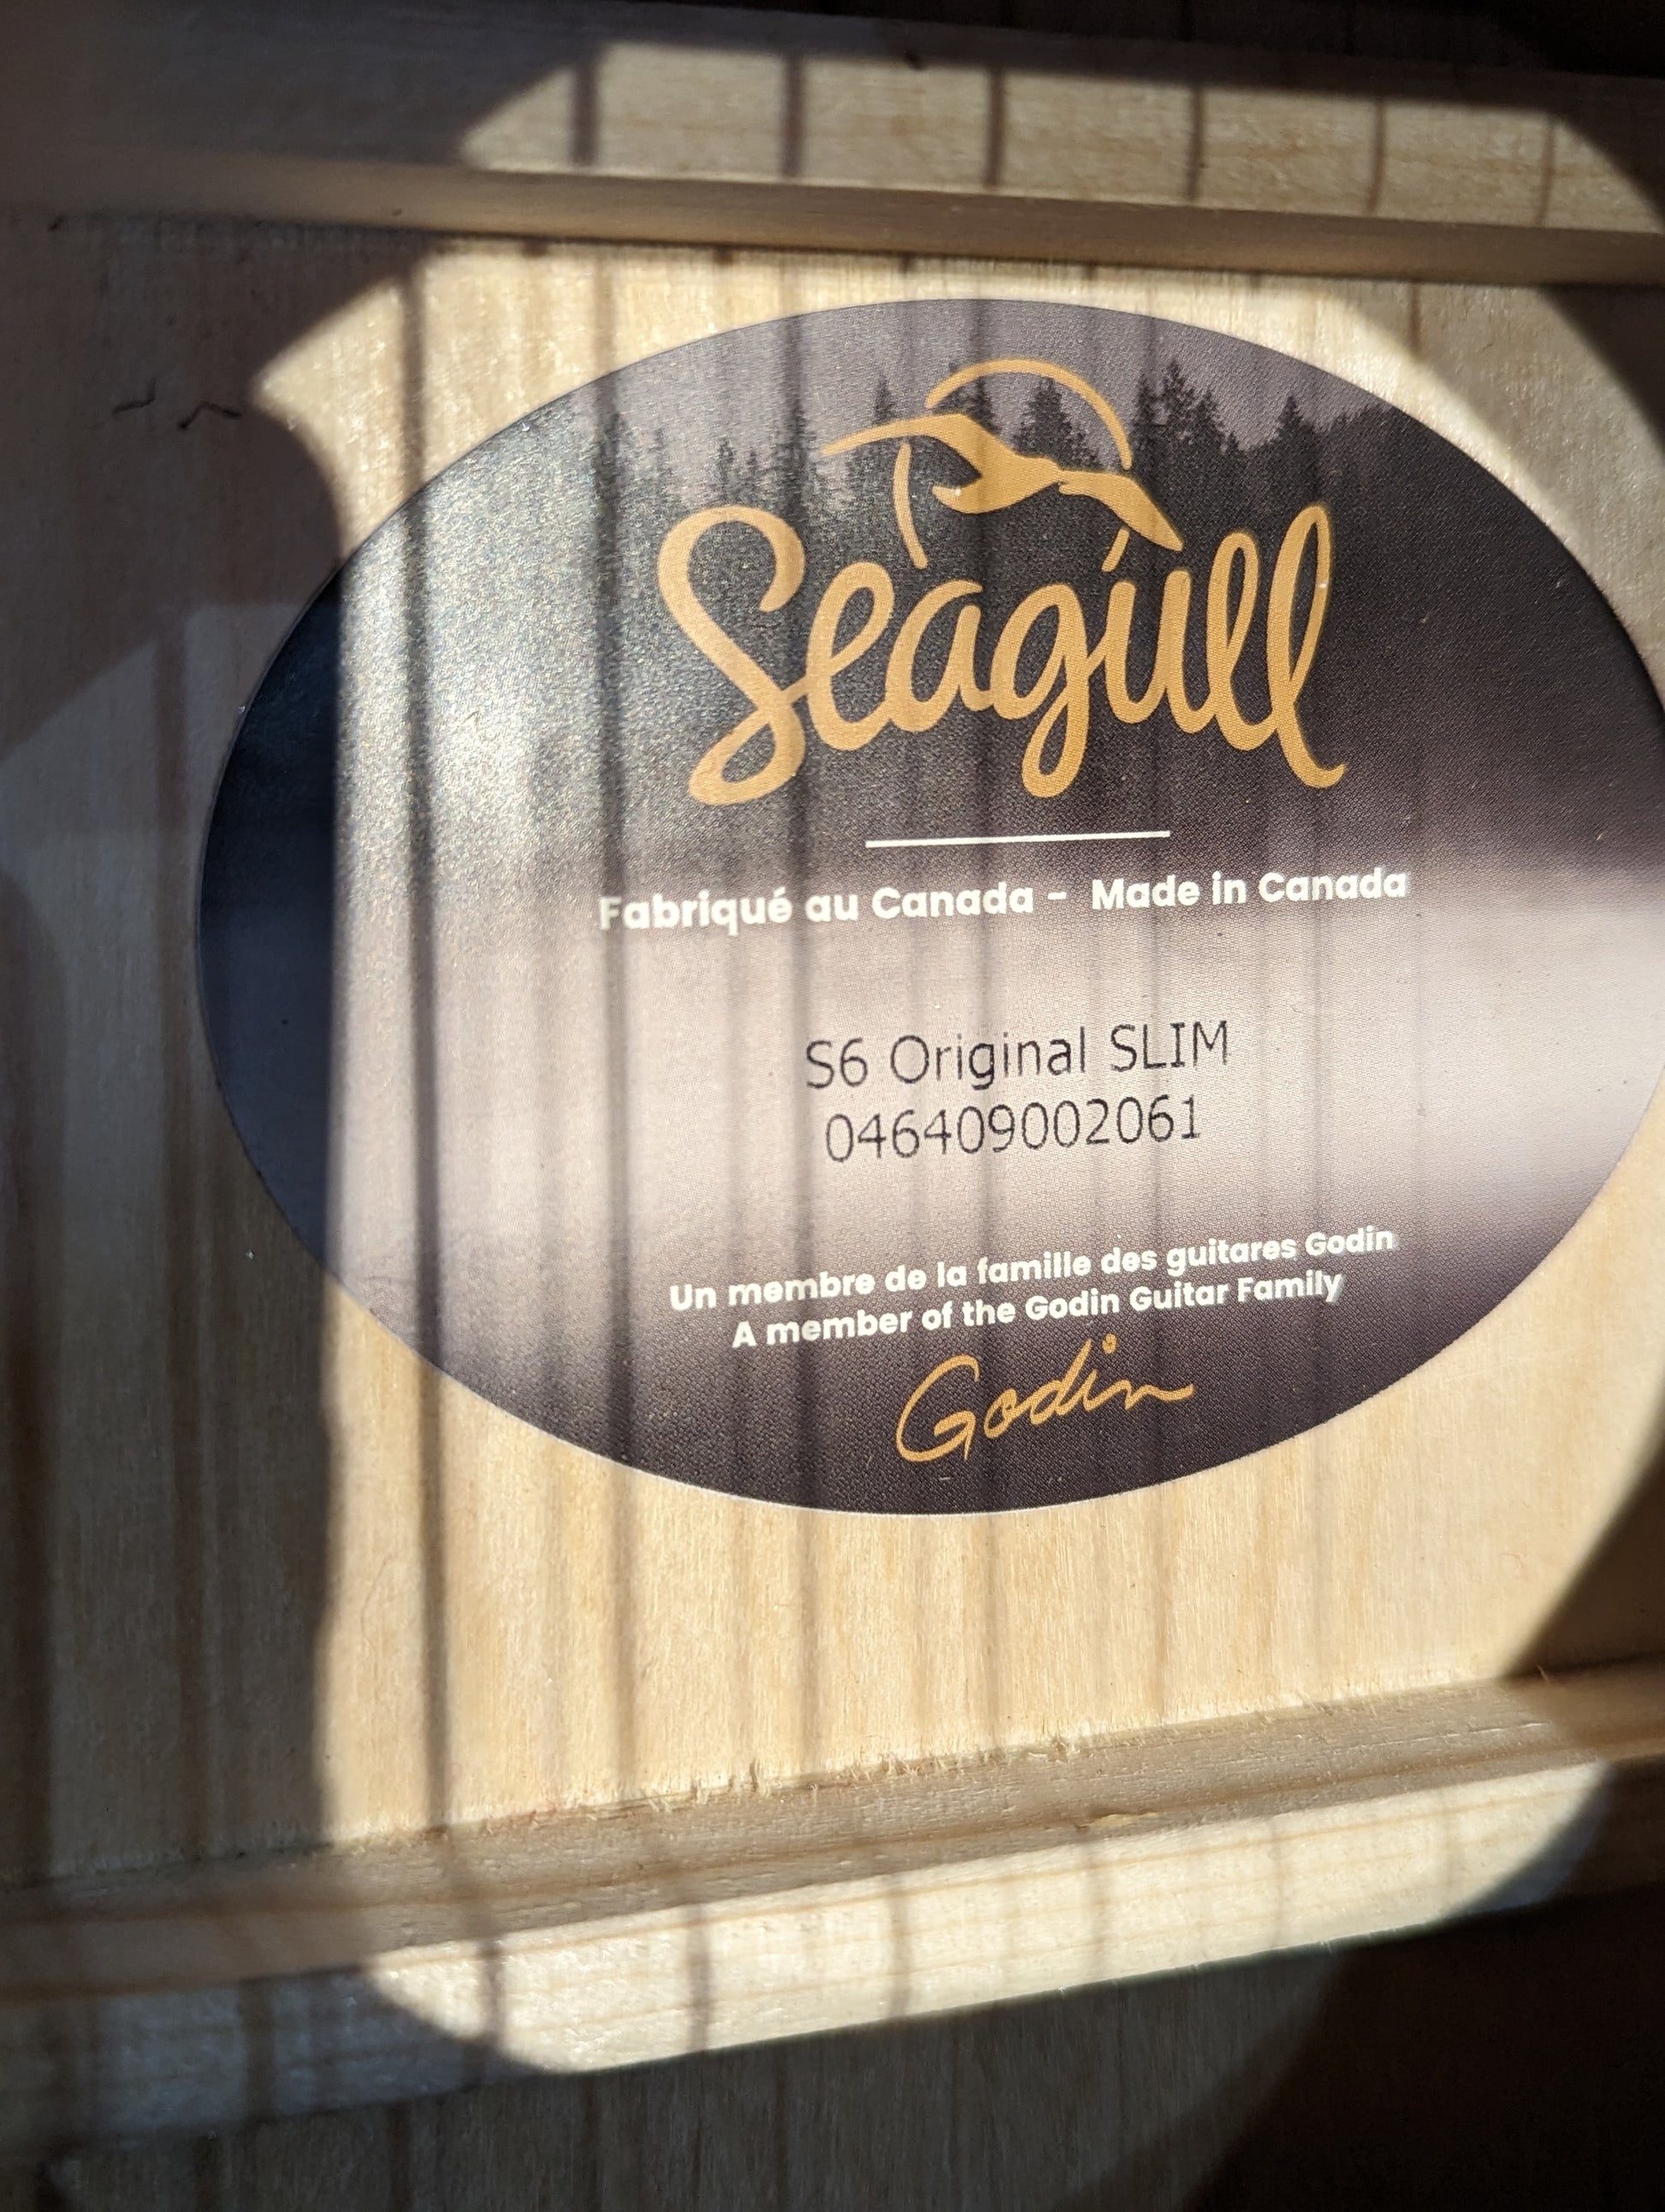 Seagull
Fabriqué au Canada - Made in Canada
S6 Original SLIM
046409002061
Un membre de la famille des guitares Godin
A member of the Godin Guitar Family
Godin